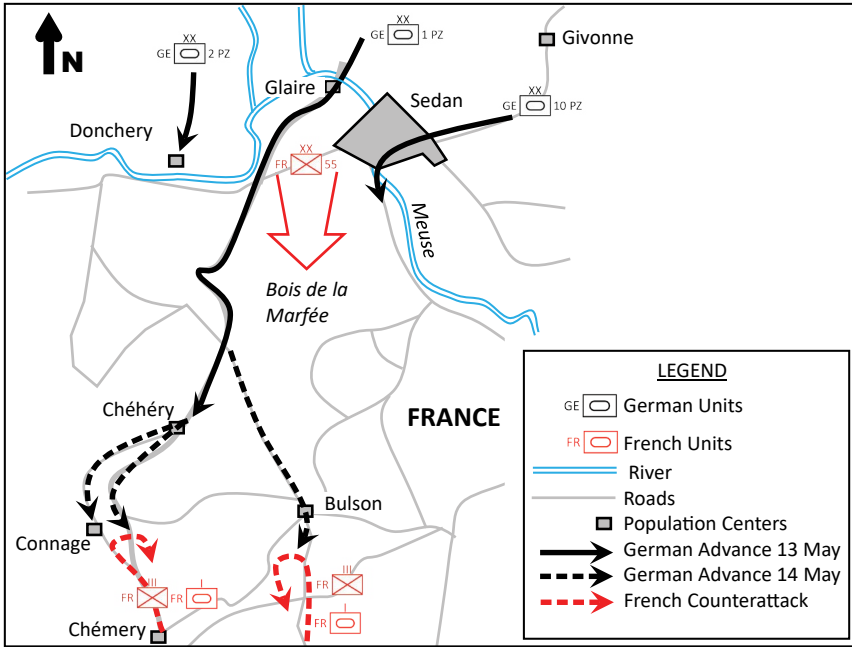 XX
GE 1 PZ
XX
GE 2 PZ
N
Givonne
Glaire
Sedan
XX
GE 10 PZ
Donchery
XX
FR 55
Meuse
Bois de la
Marfée
Chéhéry
FRANCE
Bulson
Connage
III
FR
I
FR
III
FR
I
FR
Chémery
LEGEND
GE German Units
FR French Units
River
Roads
Population Centers
German Advance 13 May
German Advance 14 May
French Counterattack